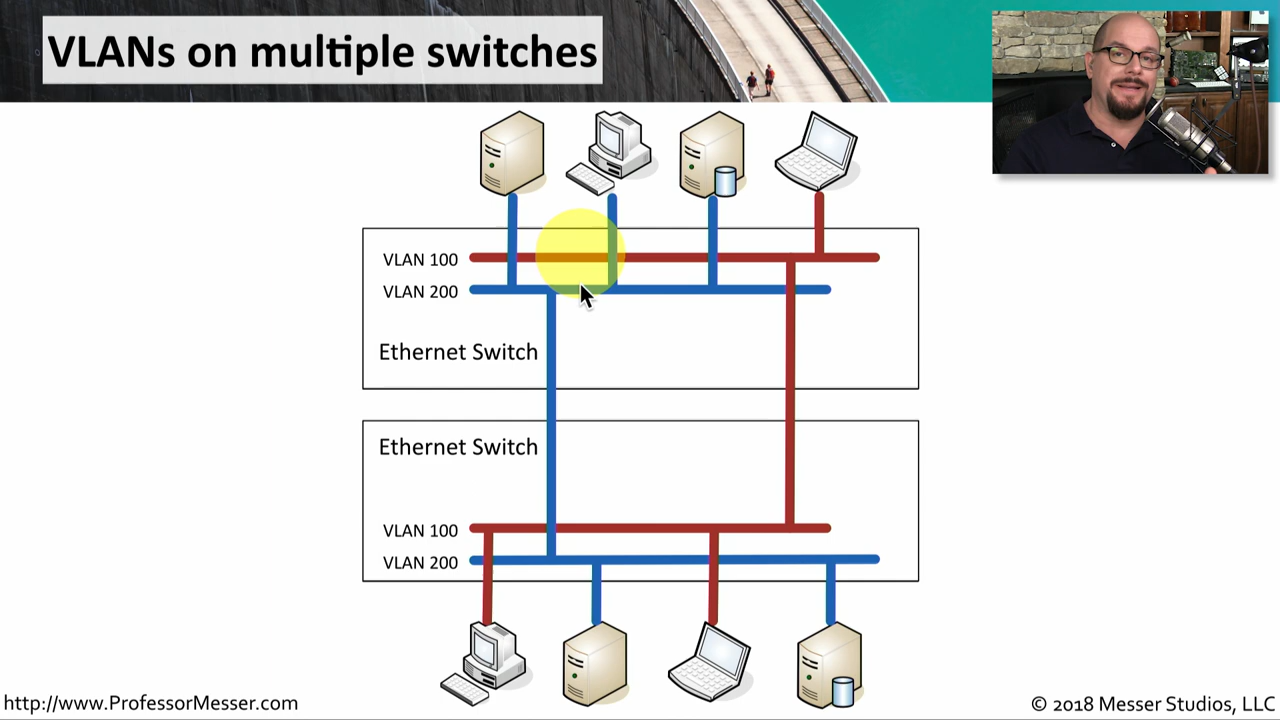 VLANs on multiple switches
VLAN 100
VLAN 200
Ethernet Switch
Ethernet Switch
VLAN 100
VLAN 200
http://www.ProfessorMesser.com
© 2018 Messer Studios, LLC